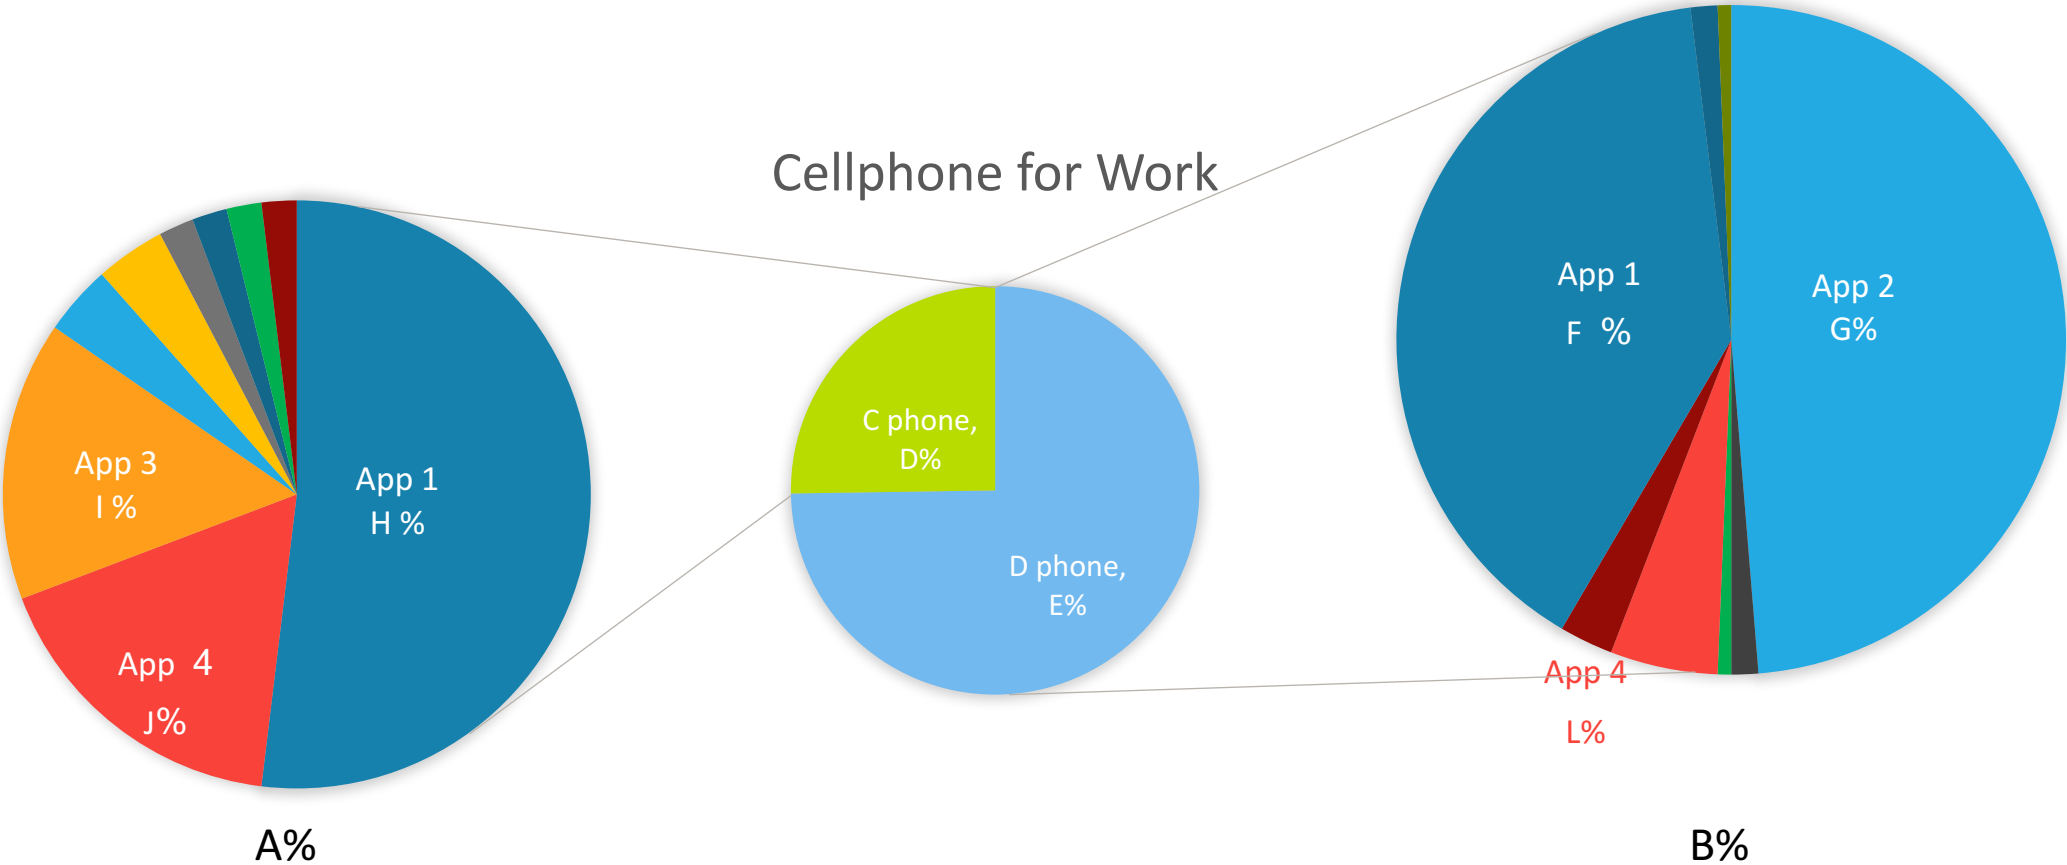 Cellphone for Work
App 1
H %
App 3
I %
App 4
J%
A%
C phone,
D%
D phone,
E%
App 1
F %
App 2
G%
App 4
L%
B%